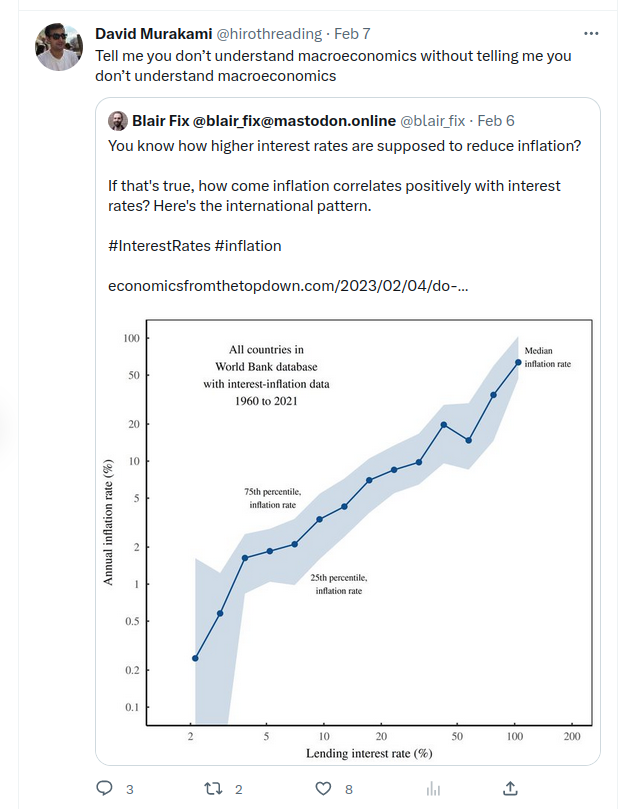 David Murakami @hirothreading · Feb 7
Tell me you don’t understand macroeconomics without telling me you
don’t understand macroeconomics
Blair Fix @blair_fix@mastodon.online @blair_fix · Feb 6
You know how higher interest rates are supposed to reduce inflation?
If that's true, how come inflation correlates positively with interest
rates? Here's the international pattern.
#InterestRates #inflation
economicsfromthetopdown.com/2023/02/04/do-...
All countries in
World Bank database
with interest-inflation data
1960 to 2021
Median
inflation rate
75th percentile,
inflation rate
25th percentile,
inflation rate
Annual inflation rate (%)
100
50
20
10
5
2
1
0.5
0.2
0.1
2 5 10 20 50 100 200
Lending interest rate (%)
3 2 8